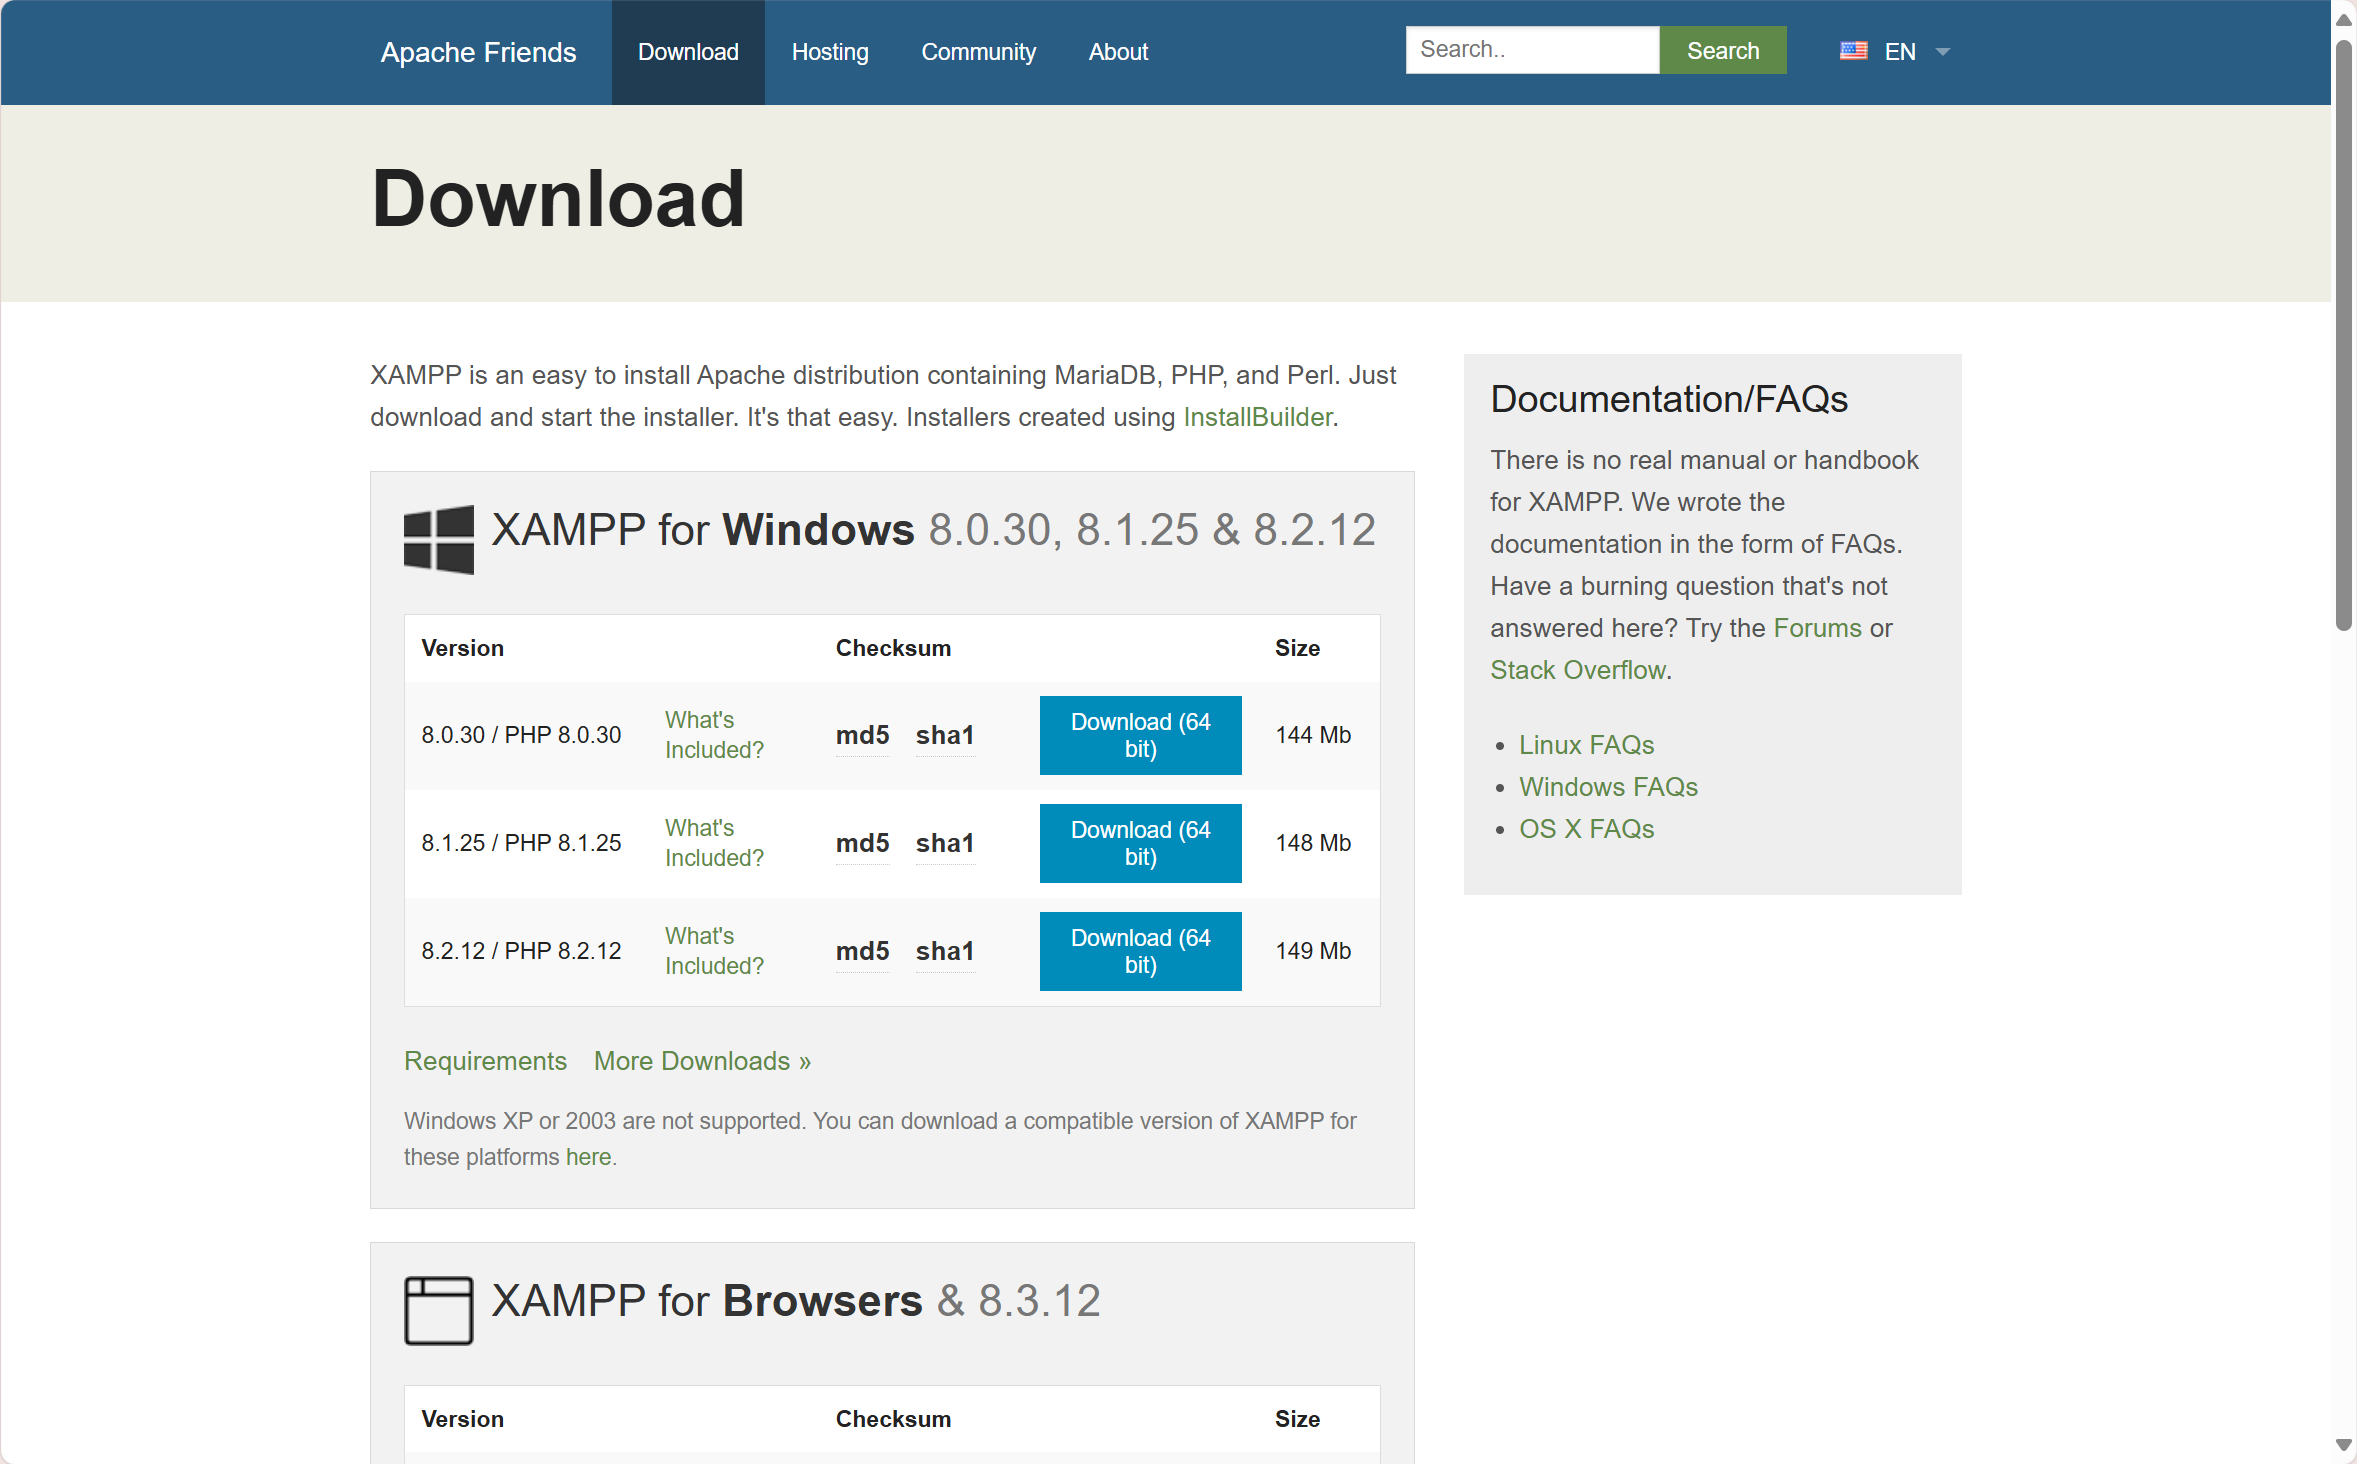 Apache Friends Download Hosting Community About Search.. Search EN
Download
XAMPP is an easy to install Apache distribution containing MariaDB, PHP, and Perl. Just
download and start the installer. It's that easy. Installers created using InstallBuilder.
XAMPP for Windows 8.0.30, 8.1.25 & 8.2.12
Version Checksum Size
8.0.30 / PHP 8.0.30 What's Included? md5 sha1 Download (64 bit) 144 Mb
8.1.25 / PHP 8.1.25 What's Included? md5 sha1 Download (64 bit) 148 Mb
8.2.12 / PHP 8.2.12 What's Included? md5 sha1 Download (64 bit) 149 Mb
Requirements More Downloads »
Windows XP or 2003 are not supported. You can download a compatible version of XAMPP for
these platforms here.
XAMPP for Browsers & 8.3.12
Version Checksum Size
Documentation/FAQs
There is no real manual or handbook
for XAMPP. We wrote the
documentation in the form of FAQs.
Have a burning question that's not
answered here? Try the Forums or
Stack Overflow.
• Linux FAQs
• Windows FAQs
• OS X FAQs